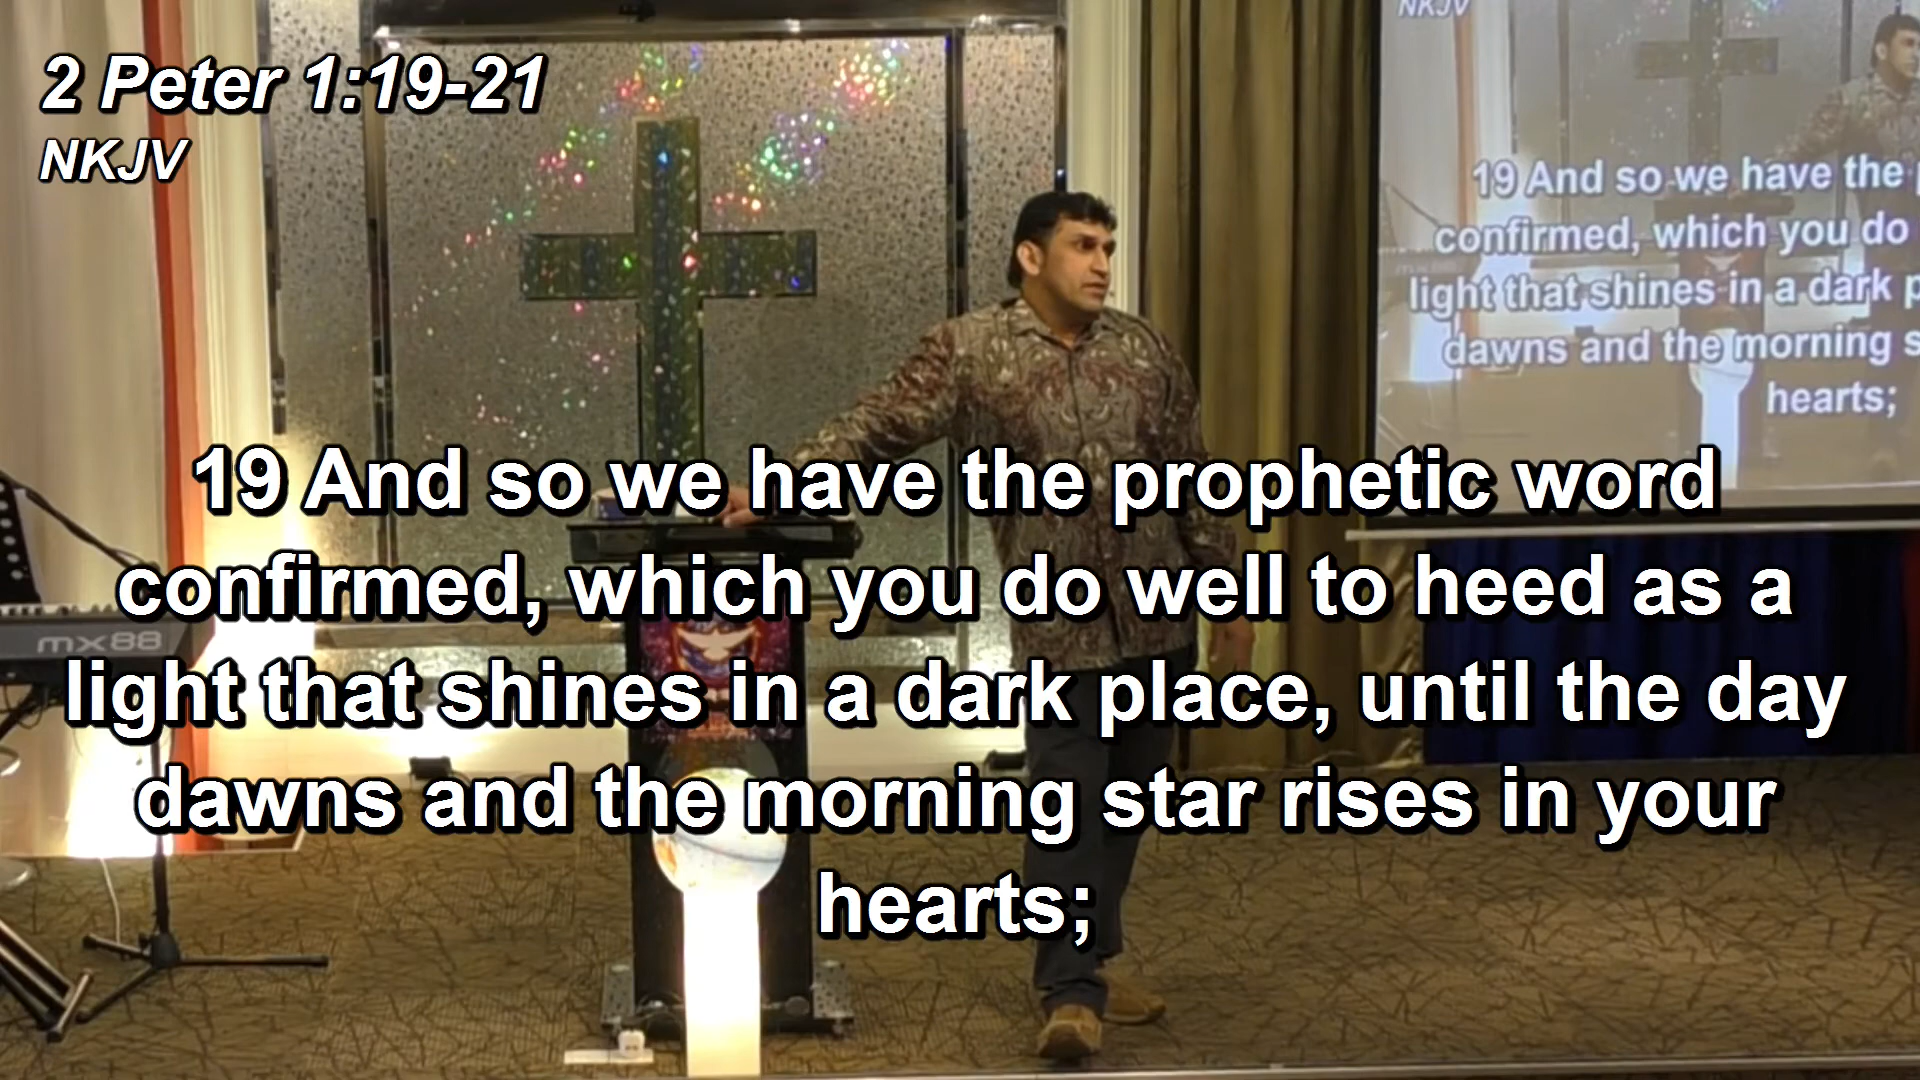 2 Peter 1:19-21
NKJV
NKJV
19 And so we have the
confirmed, which you do
light that shines in a dark p
dawns and the morning s
hearts;
19 And so we have the prophetic word
confirmed, which you do well to heed as a
light that shines in a dark place, until the day
dawns and the morning star rises in your
hearts;
mx88